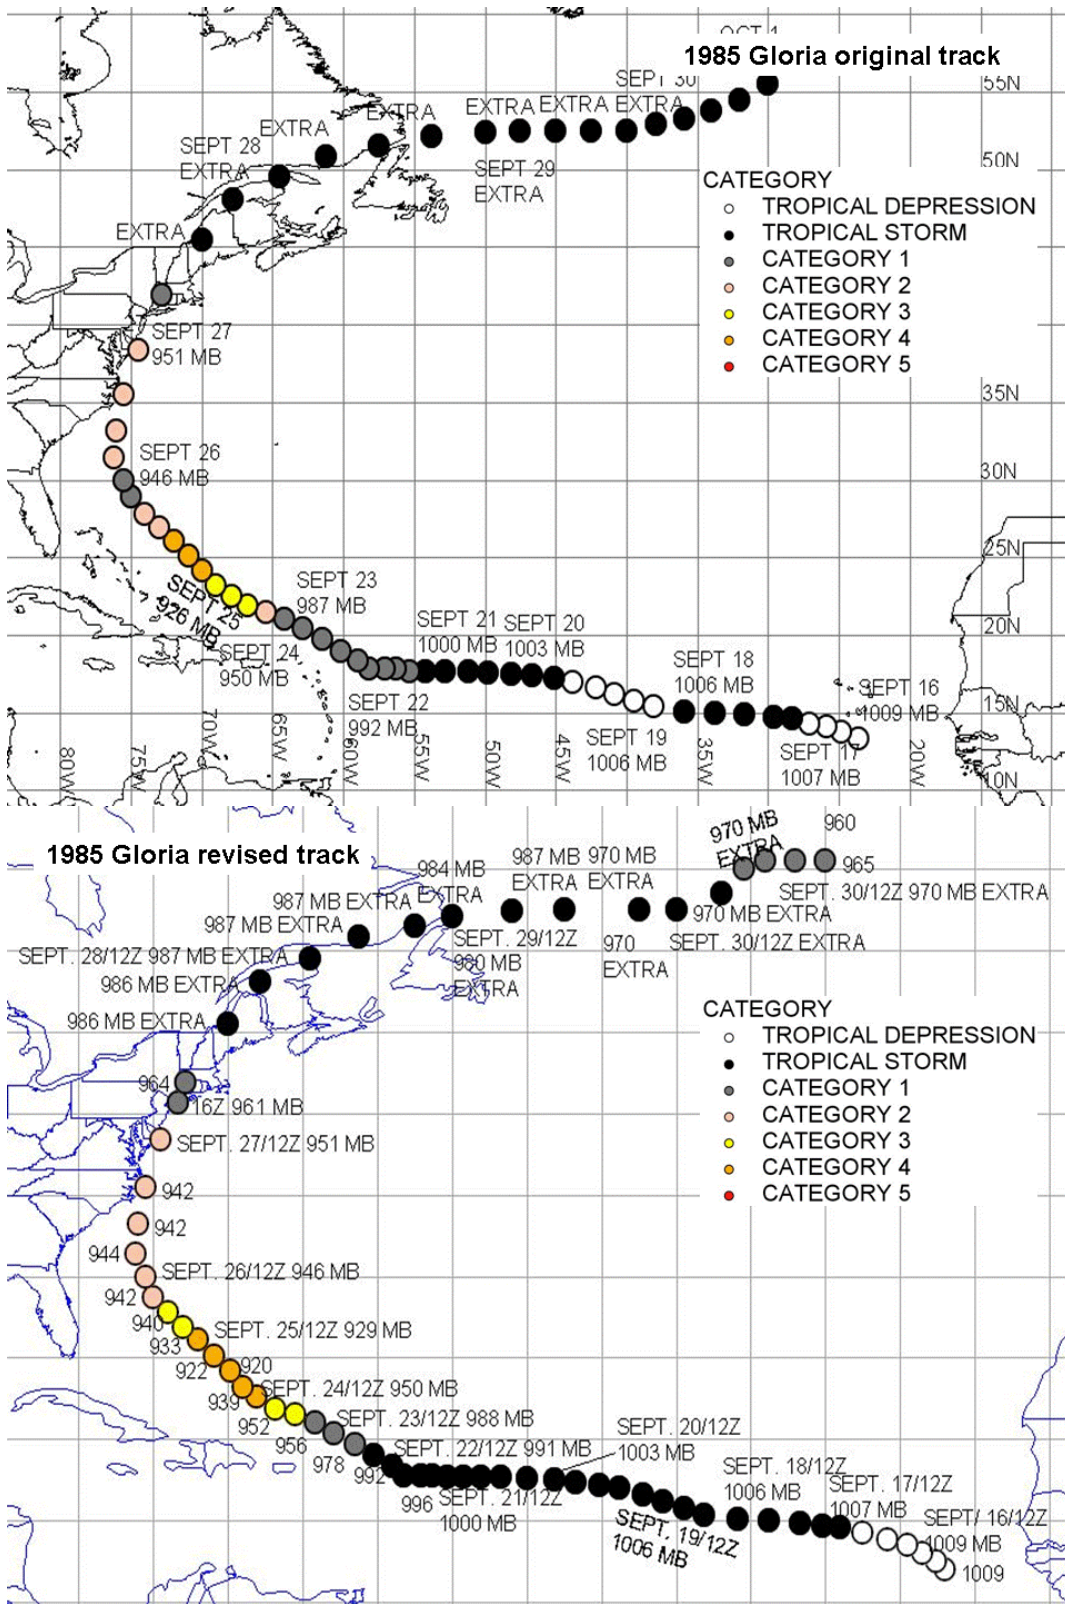 OCT 1
1985 Gloria original track
SEPT 30
55N
EXTRA
EXTRA EXTRA EXTRA
EXTRA
SEPT 28
EXTRA
SEPT 29
EXTRA
50N
EXTRA
CATEGORY
TROPICAL DEPRESSION
TROPICAL STORM
CATEGORY 1
CATEGORY 2
CATEGORY 3
CATEGORY 4
CATEGORY 5
SEPT 27
951 MB
35N
SEPT 26
946 MB
30N
25N
SEPT 25
926 MB
SEPT 23
987 MB
SEPT 21
1000 MB
SEPT 20
1003 MB
20N
SEPT 24
950 MB
SEPT 18
1006 MB
SEPT 16
1009 MB
SEPT 22
992 MB
15N
SEPT 19
1006 MB
SEPT 17
1007 MB
80W
75W
70W
65W
60W
55W
50W
45W
35W
20W
10N
1985 Gloria revised track
970 MB
EXTRA
960
965
984 MB
EXTRA
987 MB
EXTRA
970 MB
EXTRA
SEPT. 30/12Z 970 MB EXTRA
987 MB EXTRA
970 MB EXTRA
987 MB EXTRA
SEPT. 29/12Z
980 MB
EXTRA
970
EXTRA
SEPT. 30/12Z EXTRA
SEPT. 28/12Z 987 MB EXTRA
986 MB EXTRA
986 MB EXTRA
CATEGORY
TROPICAL DEPRESSION
TROPICAL STORM
CATEGORY 1
CATEGORY 2
CATEGORY 3
CATEGORY 4
CATEGORY 5
964
16Z 961 MB
SEPT. 27/12Z 951 MB
942
942
944
SEPT. 26/12Z 946 MB
942
940
933
SEPT. 25/12Z 929 MB
922
920
939
SEPT. 24/12Z 950 MB
952
SEPT. 23/12Z 988 MB
956
978
SEPT. 22/12Z 991 MB
992
SEPT. 20/12Z
1003 MB
996
SEPT. 21/12Z
1000 MB
SEPT. 18/12Z
1006 MB
SEPT. 17/12Z
1007 MB
SEPT. 19/12Z
1006 MB
SEPT/ 16/12Z
1009 MB
1009